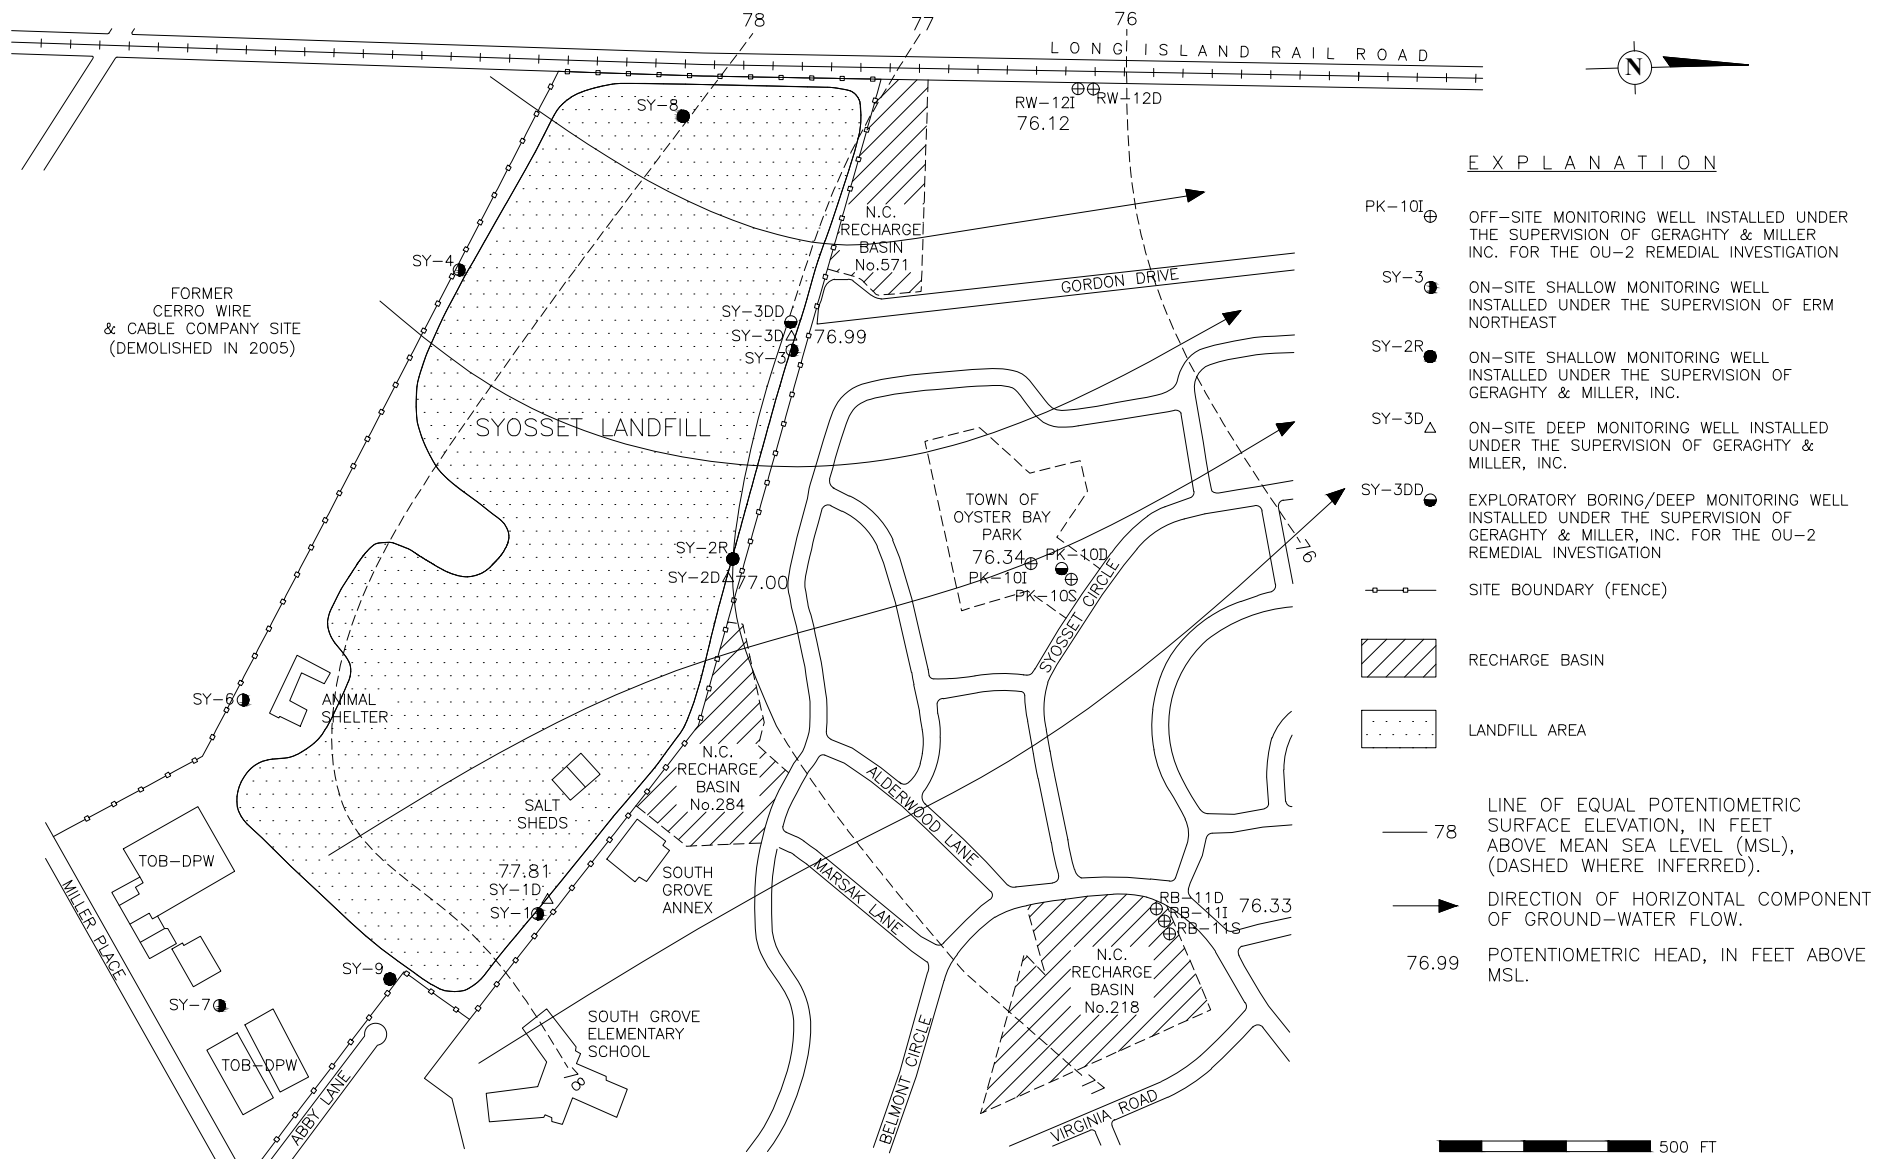 78
77
76
LONG ISLAND RAIL ROAD
N
SY-8
RW-12I
RW-12D
76.12
N.C.
RECHARGE
BASIN
No.571
SY-4
FORMER
CERRO WIRE
& CABLE COMPANY SITE
(DEMOLISHED IN 2005)
GORDON DRIVE
SY-3DD
SY-3D
76.99
SY-3
SYOSSET LANDFILL
TOWN OF
OYSTER BAY
PARK
76.34
PK-10D
PK-10I
PK-10S
76
SY-2R
SY-2D
77.00
SYOSSET CIRCLE
SY-6
ANIMAL
SHELTER
N.C.
RECHARGE
BASIN
No.284
SALT
SHEDS
ALDERWOOD LANE
MARSAK LANE
TOB-DPW
MILLER PLACE
77.81
SY-1D
SY-1
SOUTH
GROVE
ANNEX
RB-11D
RB-11I
RB-11S
76.33
N.C.
RECHARGE
BASIN
No.218
SY-9
SY-7
TOB-DPW
ABBY LANE
SOUTH GROVE
ELEMENTARY
SCHOOL
78
BELMONT CIRCLE
VIRGINIA ROAD
EXPLANATION
PK-10I
OFF-SITE MONITORING WELL INSTALLED UNDER
THE SUPERVISION OF GERAGHTY & MILLER
INC. FOR THE OU-2 REMEDIAL INVESTIGATION
SY-3
ON-SITE SHALLOW MONITORING WELL
INSTALLED UNDER THE SUPERVISION OF ERM
NORTHEAST
SY-2R
ON-SITE SHALLOW MONITORING WELL
INSTALLED UNDER THE SUPERVISION OF
GERAGHTY & MILLER, INC.
SY-3D
ON-SITE DEEP MONITORING WELL INSTALLED
UNDER THE SUPERVISION OF GERAGHTY &
MILLER, INC.
SY-3DD
EXPLORATORY BORING/DEEP MONITORING WELL
INSTALLED UNDER THE SUPERVISION OF
GERAGHTY & MILLER, INC. FOR THE OU-2
REMEDIAL INVESTIGATION
SITE BOUNDARY (FENCE)
RECHARGE BASIN
LANDFILL AREA
78
LINE OF EQUAL POTENTIOMETRIC
SURFACE ELEVATION, IN FEET
ABOVE MEAN SEA LEVEL (MSL),
(DASHED WHERE INFERRED).
DIRECTION OF HORIZONTAL COMPONENT
OF GROUND-WATER FLOW.
76.99
POTENTIOMETRIC HEAD, IN FEET ABOVE
MSL.
500 FT